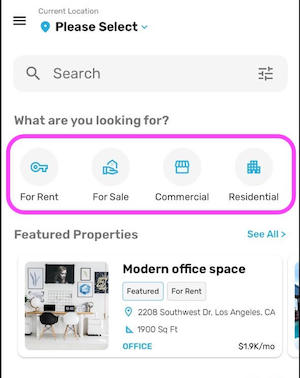 Current Location
Please Select
Search
What are you looking for?
For Rent
For Sale
Commercial
Residential
Featured Properties
See All >
Modern office space
Featured
For Rent
2208 Southwest Dr, Los Angeles, CA
1900 Sq Ft
OFFICE
$1.9K/mo